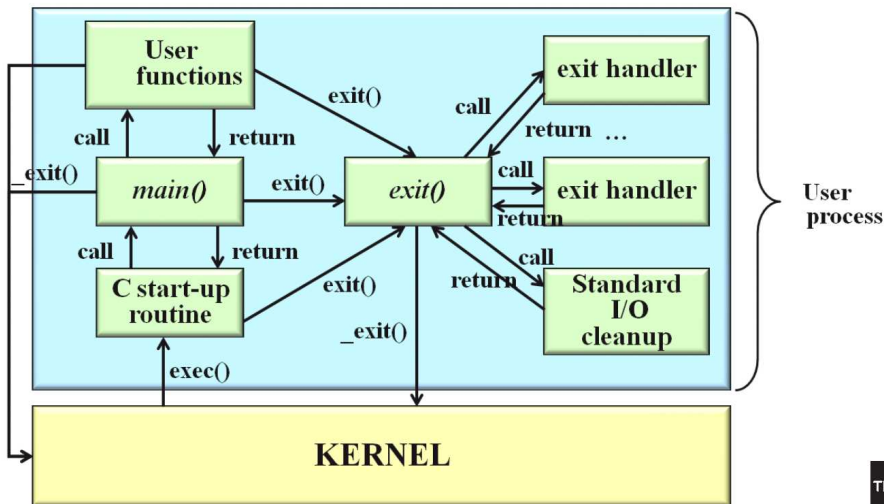 User
functions
exit handler
exit()
call
call
return
return ...
_exit()
main()
exit()
exit()
call
exit handler
return
User
process
call
return
call
return
C start-up
routine
exit()
Standard
I/O
cleanup
_exit()
exec()
KERNEL